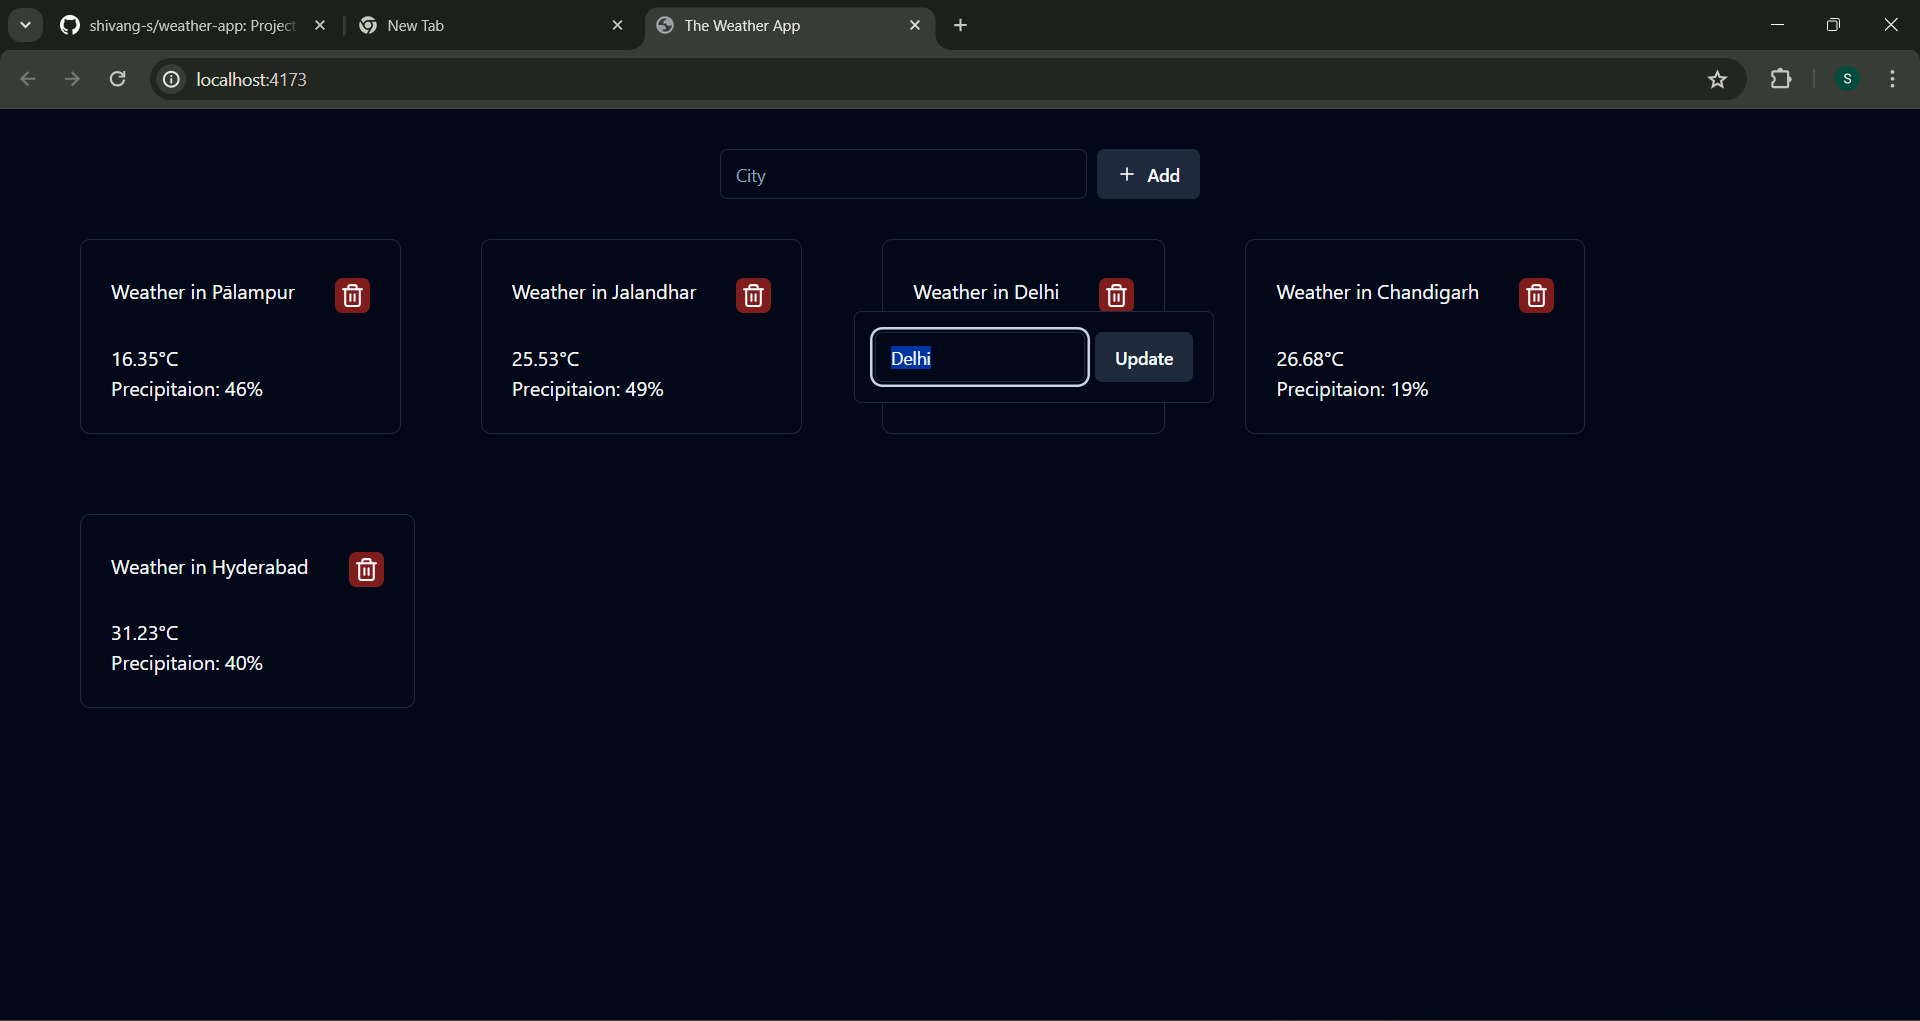 shivang-s/weather-app: Project
New Tab
The Weather App
localhost:4173
S
City
+ Add
Weather in Pālampur
16.35°C
Precipitaion: 46%
Weather in Jalandhar
25.53°C
Precipitaion: 49%
Weather in Delhi
Delhi
Update
Weather in Chandigarh
26.68°C
Precipitaion: 19%
Weather in Hyderabad
31.23°C
Precipitaion: 40%